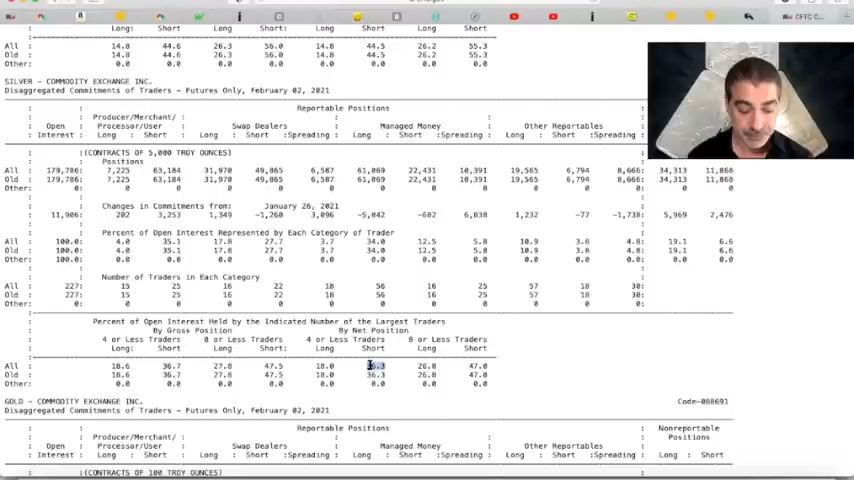 CFTC C...
Long: Short Long Short: Long Short Long Short
All : 14.8 44.6 26.3 56.0 14.8 44.5 26.2 55.3
Old : 14.8 44.6 26.3 56.0 14.8 44.5 26.2 55.3
Other: 0.0 0.0 0.0 0.0 0.0 0.0 0.0 0.0
SILVER - COMMODITY EXCHANGE INC.
Disaggregated Commitments of Traders - Futures Only, February 02, 2021
: : Reportable Positions
: : Producer/Merchant/ :
: Open : Processor/User : Swap Dealers : Managed Money : Other Reportables :
: Interest : Long : Short : Long : Short :Spreading : Long : Short :Spreading : Long : Short :Spreading :
: :(CONTRACTS OF 5,000 TROY OUNCES) :
: : Positions :
All : 179,786: 7,225 63,184 31,970 49,865 6,587 61,069 22,431 10,391 19,565 6,794 8,666: 34,313 11,868
Old : 179,786: 7,225 63,184 31,970 49,865 6,587 61,069 22,431 10,391 19,565 6,794 8,666: 34,313 11,868
Other: 0: 0 0 0 0 0 0 0 0 0 0 0: 0 0
: : Changes in Commitments from: January 26, 2021 :
: 11,906: 202 3,253 1,349 -1,260 3,096 -5,042 -682 6,838 1,232 -77 -1,738: 5,969 2,476
: : Percent of Open Interest Represented by Each Category of Trader :
All : 100.0: 4.0 35.1 17.8 27.7 3.7 34.0 12.5 5.8 10.9 3.8 4.8: 19.1 6.6
Old : 100.0: 4.0 35.1 17.8 27.7 3.7 34.0 12.5 5.8 10.9 3.8 4.8: 19.1 6.6
Other: 0.0: 0.0 0.0 0.0 0.0 0.0 0.0 0.0 0.0 0.0 0.0 0.0: 0.0 0.0
: : Number of Traders in Each Category :
All : 227: 15 25 16 22 18 56 16 25 57 18 30:
Old : 227: 15 25 16 22 18 56 16 25 57 18 30:
Other: 0: 0 0 0 0 0 0 0 0 0 0 0:
: Percent of Open Interest Held by the Indicated Number of the Largest Traders
: By Gross Position By Net Position
: 4 or Less Traders 8 or Less Traders 4 or Less Traders 8 or Less Traders
: Long: Short Long Short: Long Short Long Short
All : 18.6 36.7 27.8 47.5 18.0 26.8 47.0
Old : 18.6 36.7 27.8 47.5 18.0 36.3 26.8 47.0
Other: 0.0 0.0 0.0 0.0 0.0 0.0 0.0 0.0
GOLD - COMMODITY EXCHANGE INC. Code-088691
Disaggregated Commitments of Traders - Futures Only, February 02, 2021
: : Reportable Positions : Nonreportable
: : Producer/Merchant/ : Positions
: Open : Processor/User : Swap Dealers : Managed Money : Other Reportables :
: Interest : Long : Short : Long : Short :Spreading : Long : Short :Spreading : Long : Short :Spreading : Long : Short
: :(CONTRACTS OF 100 TROY OUNCES) :